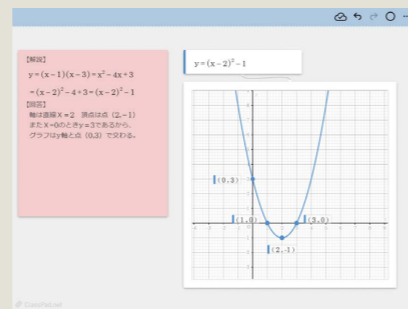 【解説】
y=(x−1)(x−3)=x²−4x+3
=(x−2)²−4+3=(x−2)²−1
【回答】
軸は直線X=2 頂点は点(2,−1)
またX=0のときy=3であるから、
グラフはy軸と点(0,3)で交わる。
y=(x−2)²−1
(0,3)
(1,0)
(3,0)
(2,-1)